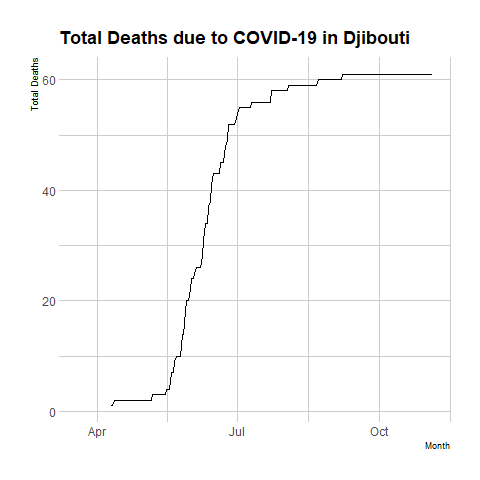 Total Deaths due to COVID-19 in Djibouti
Total Deaths
60
40
20
0
Apr
Jul
Oct
Month